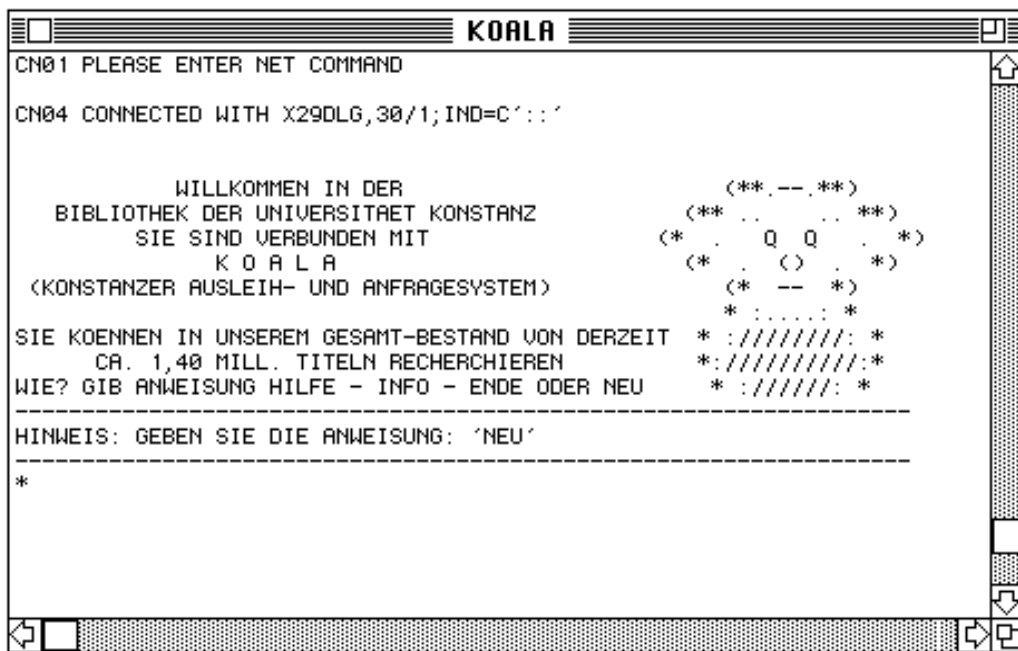 KOALA
CN01 PLEASE ENTER NET COMMAND
CN04 CONNECTED WITH X29DLG,30/1;IND=C´::´
WILLKOMMEN IN DER (**.--.**)
BIBLIOTHEK DER UNIVERSITAET KONSTANZ (** .. .. **)
SIE SIND VERBUNDEN MIT (* . Q Q . *)
K O A L A (* . () . *)
(KONSTANZER AUSLEIH- UND ANFRAGESYSTEM) (* -- *)
* :....: *
SIE KOENNEN IN UNSEREM GESAMT-BESTAND VON DERZEIT * :////////: *
CA. 1,40 MILL. TITELN RECHERCHIEREN *://////////:*
WIE? GIB ANWEISUNG HILFE - INFO - ENDE ODER NEU * ://////: *
-------------------------------------------------------------------
HINWEIS: GEBEN SIE DIE ANWEISUNG: ´NEU´
-------------------------------------------------------------------
*